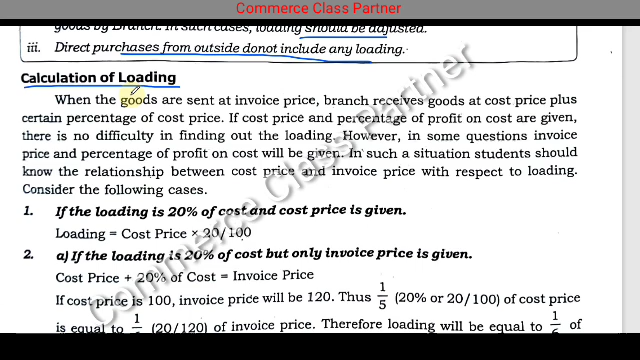 Commerce Class Partner
goods by Branch. In such cases, loading should be adjusted.
iii. Direct purchases from outside donot include any loading.
Calculation of Loading
When the goods are sent at invoice price, branch receives goods at cost price plus
certain percentage of cost price. If cost price and percentage of profit on cost are given,
there is no difficulty in finding out the loading. However, in some questions invoice
price and percentage of profit on cost will be given. In such a situation students should
know the relationship between cost price and invoice price with respect to loading.
Consider the following cases.
1. If the loading is 20% of cost and cost price is given.
Loading = Cost Price × 20/100
2. a) If the loading is 20% of cost but only invoice price is given.
Cost Price + 20% of Cost = Invoice Price
If cost price is 100, invoice price will be 120. Thus 1/5 (20% or 20/100) of cost price
is equal to 1/ (20/120) of invoice price. Therefore loading will be equal to 1/6 of
Commerce Class Partner